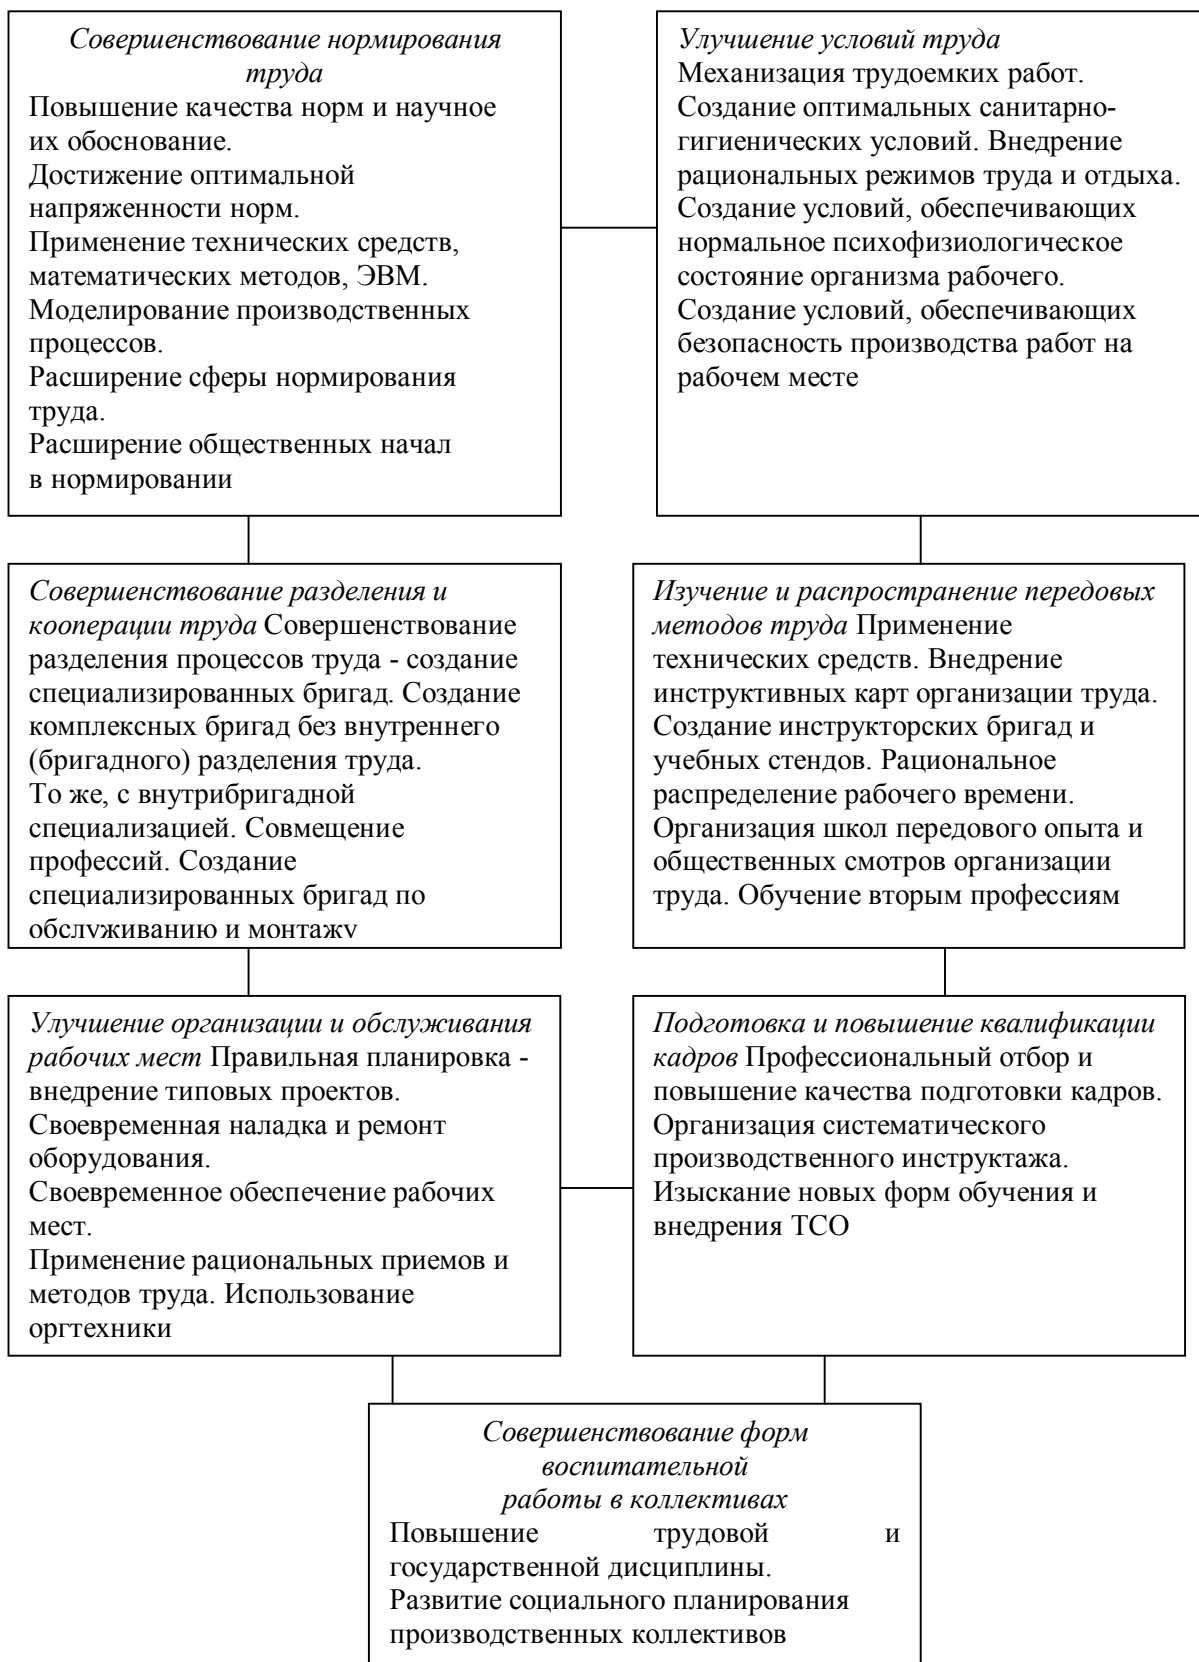 Совершенствование нормирования
труда
Повышение качества норм и научное
их обоснование.
Достижение оптимальной
напряженности норм.
Применение технических средств,
математических методов, ЭВМ.
Моделирование производственных
процессов.
Расширение сферы нормирования
труда.
Расширение общественных начал
в нормировании
Улучшение условий труда
Механизация трудоемких работ.
Создание оптимальных санитарно-
гигиенических условий. Внедрение
рациональных режимов труда и отдыха.
Создание условий, обеспечивающих
нормальное психофизиологическое
состояние организма рабочего.
Создание условий, обеспечивающих
безопасность производства работ на
рабочем месте
Совершенствование разделения и
кооперации труда Совершенствование
разделения процессов труда - создание
специализированных бригад. Создание
комплексных бригад без внутреннего
(бригадного) разделения труда.
То же, с внутрибригадной
специализацией. Совмещение
профессий. Создание
специализированных бригад по
обслуживанию и монтажу
Изучение и распространение передовых
методов труда Применение
технических средств. Внедрение
инструктивных карт организации труда.
Создание инструкторских бригад и
учебных стендов. Рациональное
распределение рабочего времени.
Организация школ передового опыта и
общественных смотров организации
труда. Обучение вторым профессиям
Улучшение организации и обслуживания
рабочих мест Правильная планировка -
внедрение типовых проектов.
Своевременная наладка и ремонт
оборудования.
Своевременное обеспечение рабочих
мест.
Применение рациональных приемов и
методов труда. Использование
оргтехники
Подготовка и повышение квалификации
кадров Профессиональный отбор и
повышение качества подготовки кадров.
Организация систематического
производственного инструктажа.
Изыскание новых форм обучения и
внедрения ТСО
Совершенствование форм
воспитательной
работы в коллективах
Повышение трудовой и
государственной дисциплины.
Развитие социального планирования
производственных коллективов